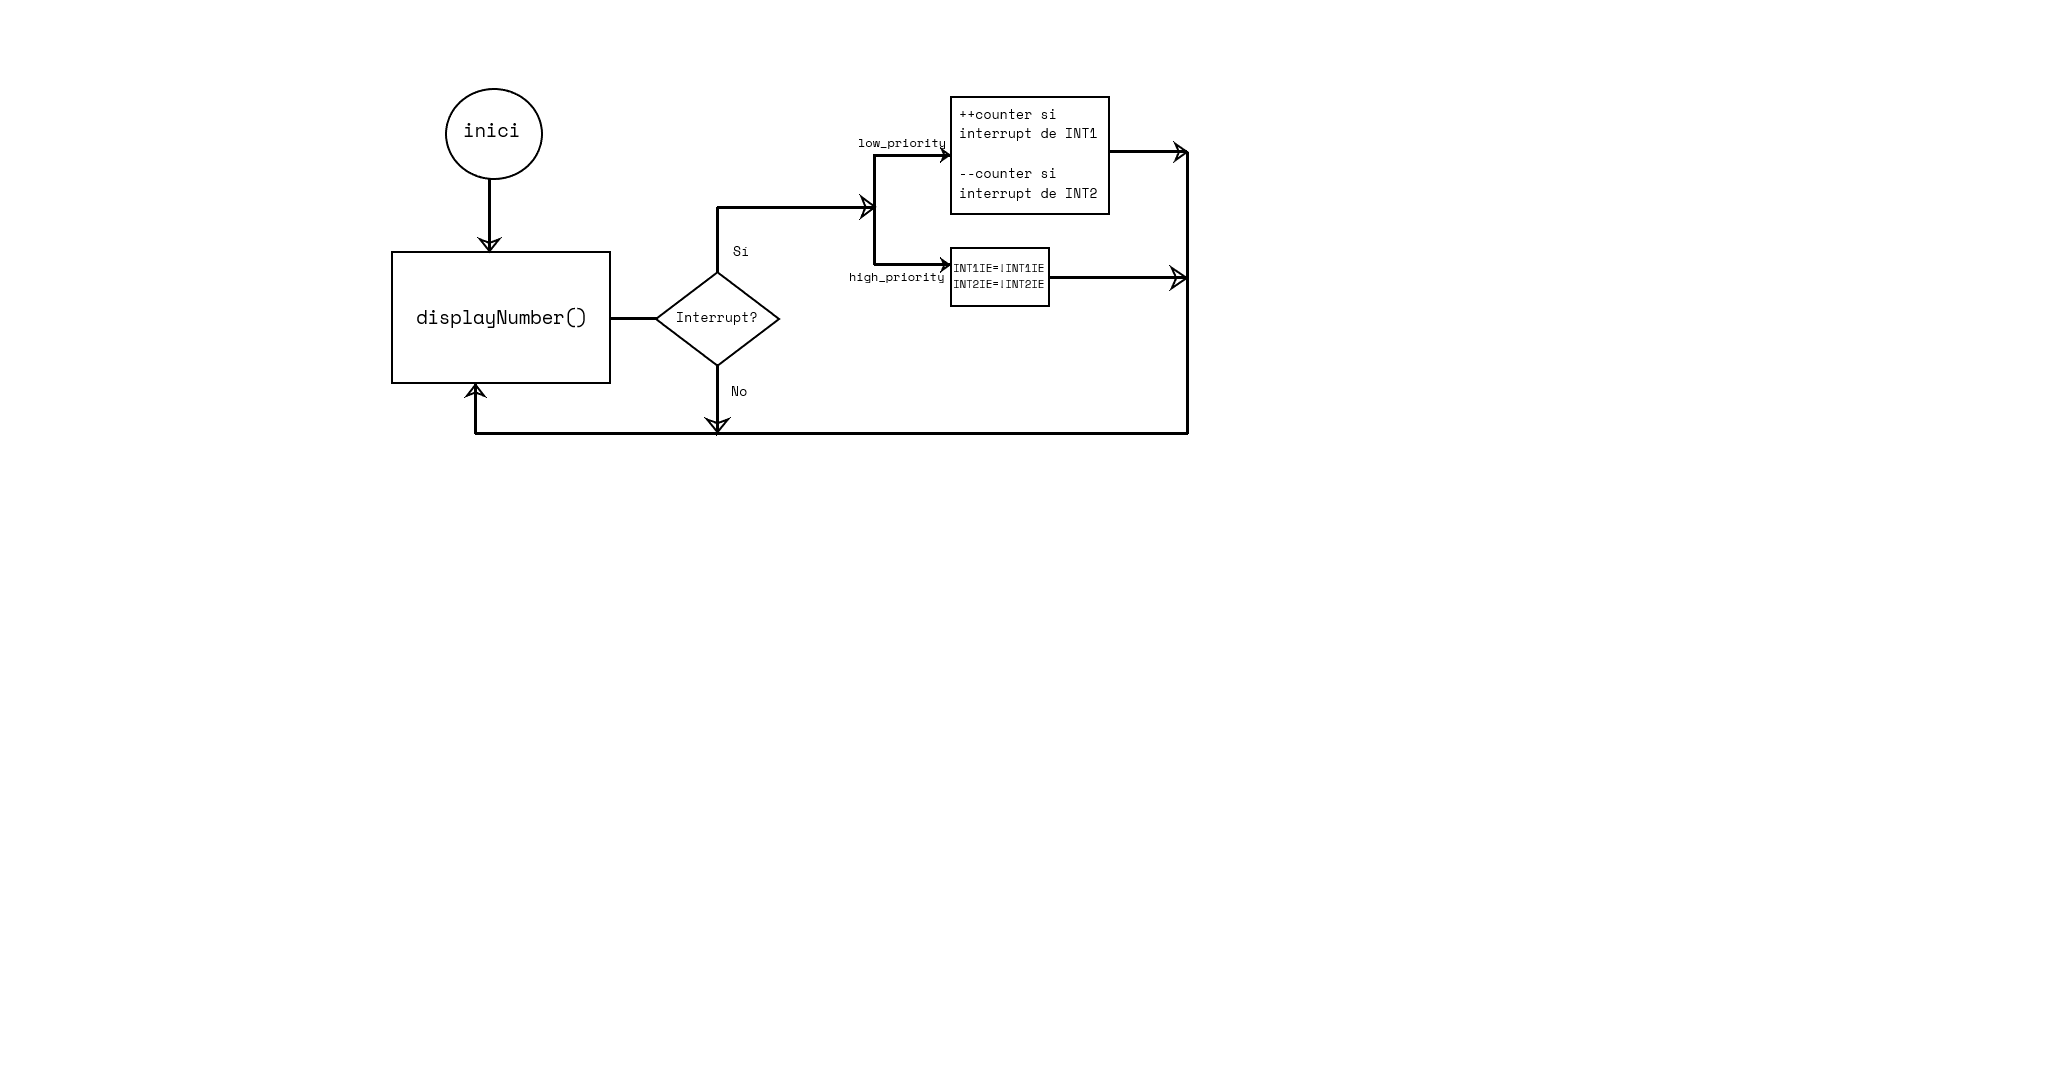 inici
displayNumber()
Interrupt?
Sí
No
low_priority
high_priority
++counter si
interrupt de INT1
--counter si
interrupt de INT2
INT1IE=!INT1IE
INT2IE=!INT2IE